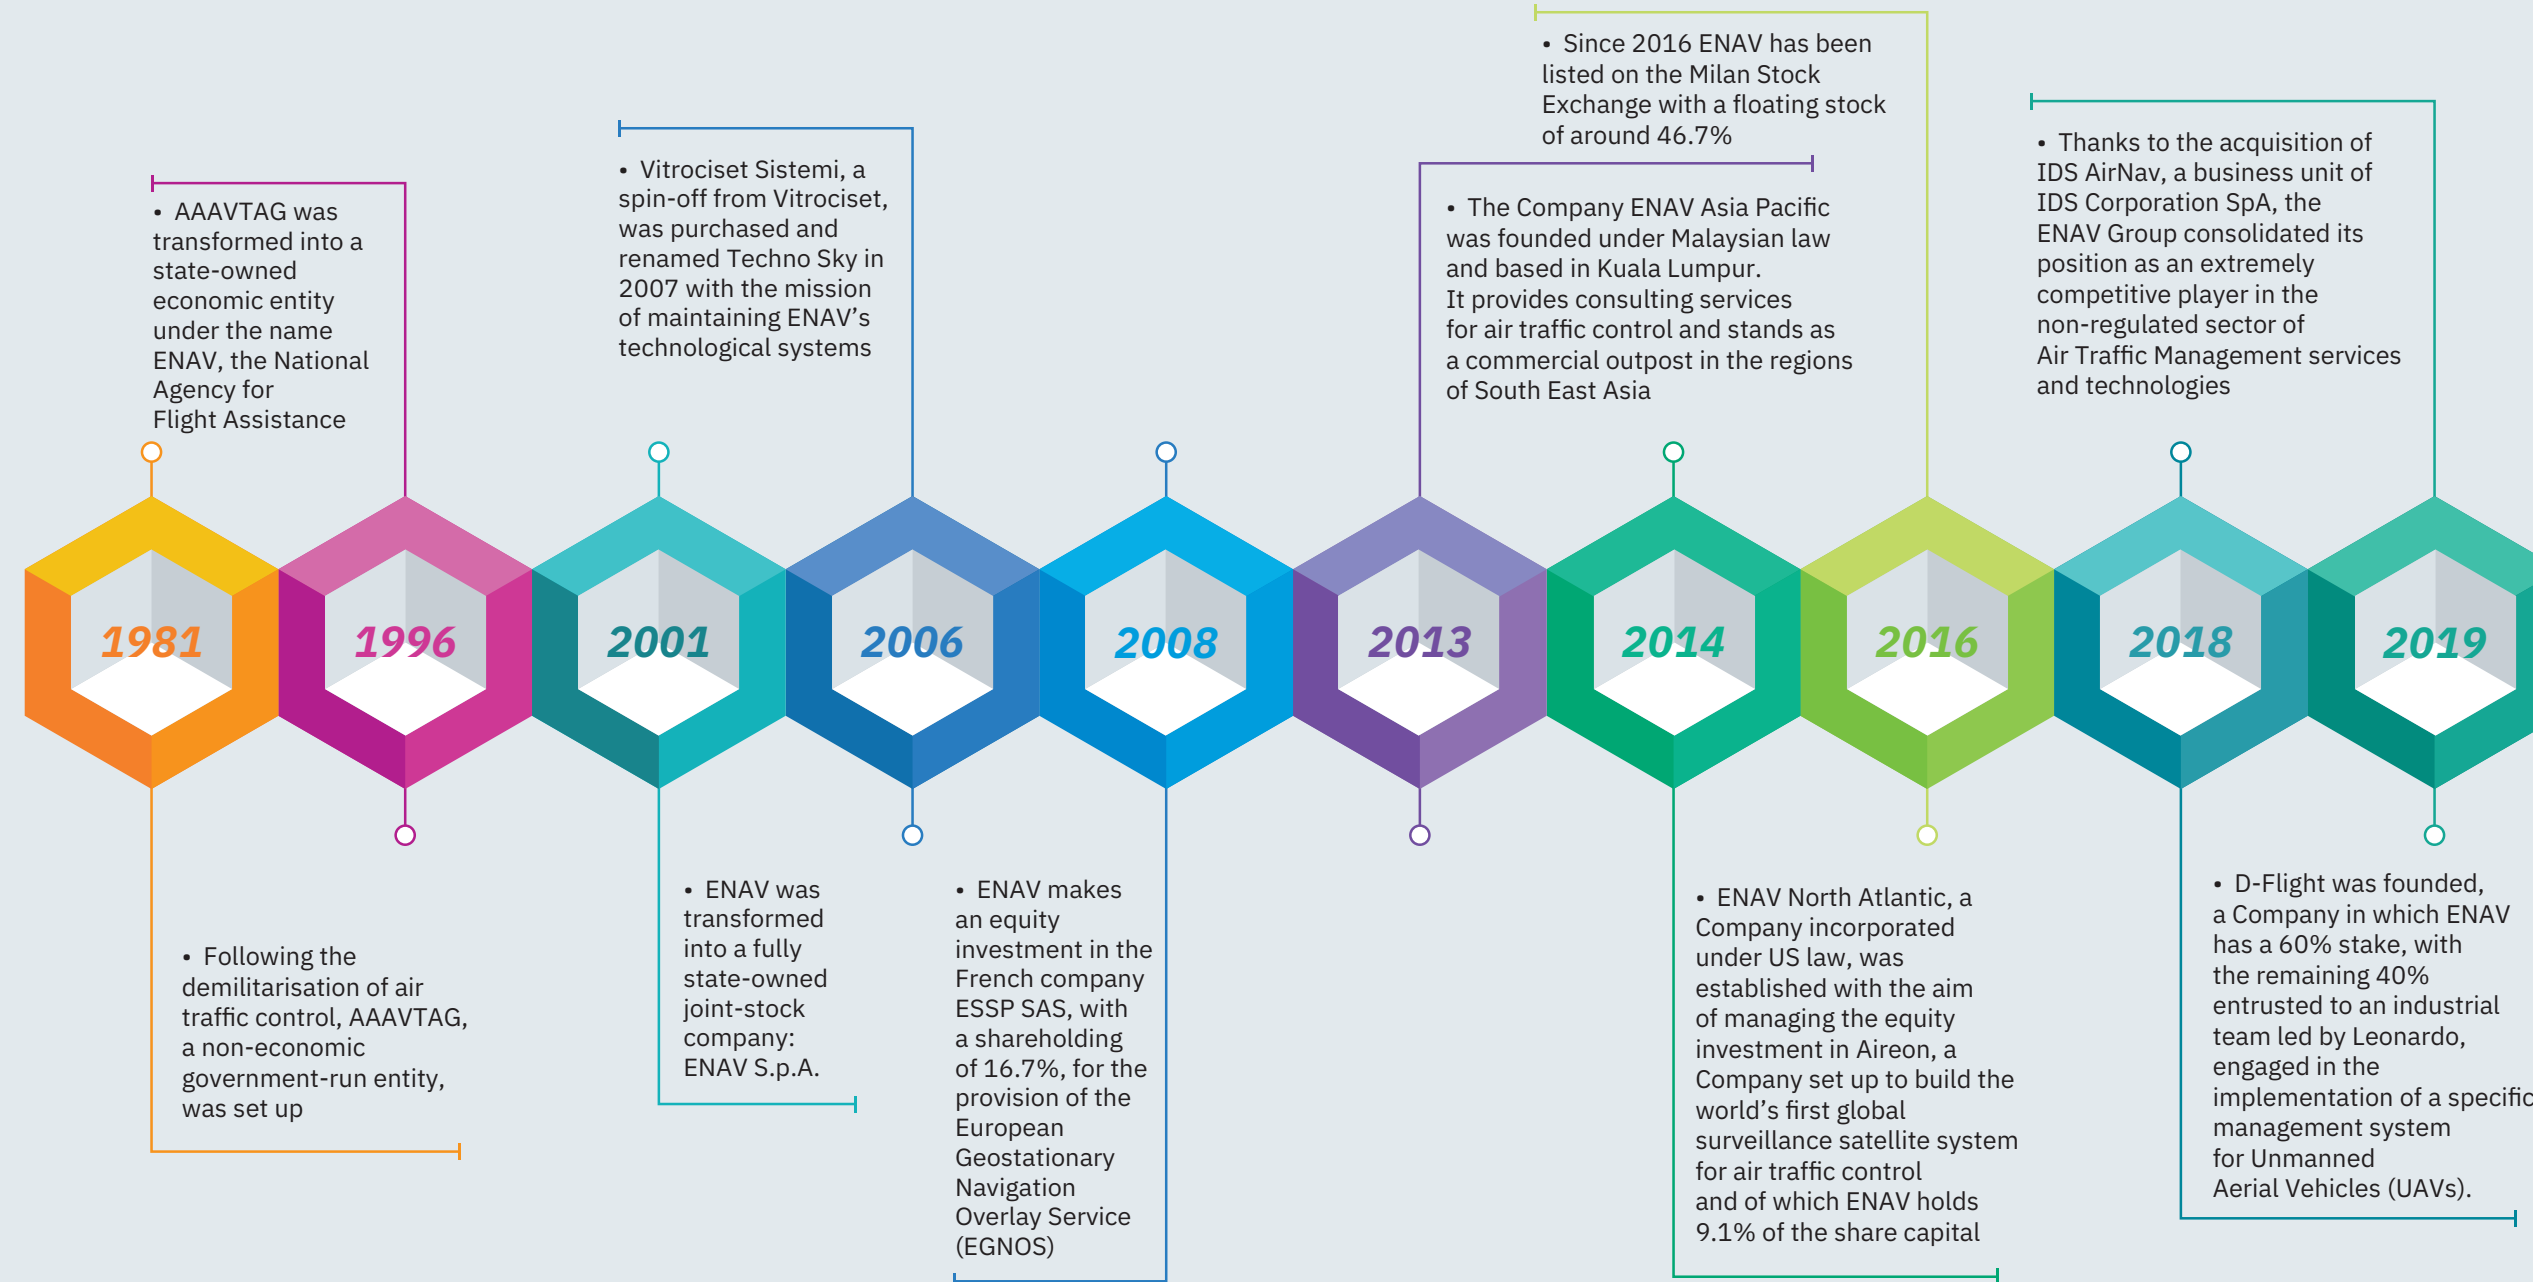 • Since 2016 ENAV has been
listed on the Milan Stock
Exchange with a floating stock
of around 46.7%
• Thanks to the acquisition of
IDS AirNav, a business unit of
IDS Corporation SpA, the
ENAV Group consolidated its
position as an extremely
competitive player in the
non-regulated sector of
Air Traffic Management services
and technologies
• Vitrociset Sistemi, a
spin-off from Vitrociset,
was purchased and
renamed Techno Sky in
2007 with the mission
of maintaining ENAV’s
technological systems
• AAAVTAG was
transformed into a
state-owned
economic entity
under the name
ENAV, the National
Agency for
Flight Assistance
• The Company ENAV Asia Pacific
was founded under Malaysian law
and based in Kuala Lumpur.
It provides consulting services
for air traffic control and stands as
a commercial outpost in the regions
of South East Asia
1981
1996
2001
2006
2008
2013
2014
2016
2018
2019
• Following the
demilitarisation of air
traffic control, AAAVTAG,
a non-economic
government-run entity,
was set up
• ENAV was
transformed
into a fully
state-owned
joint-stock
company:
ENAV S.p.A.
• ENAV makes
an equity
investment in the
French company
ESSP SAS, with
a shareholding
of 16.7%, for the
provision of the
European
Geostationary
Navigation
Overlay Service
(EGNOS)
• ENAV North Atlantic, a
Company incorporated
under US law, was
established with the aim
of managing the equity
investment in Aireon, a
Company set up to build the
world’s first global
surveillance satellite system
for air traffic control
and of which ENAV holds
9.1% of the share capital
• D-Flight was founded,
a Company in which ENAV
has a 60% stake, with
the remaining 40%
entrusted to an industrial
team led by Leonardo,
engaged in the
implementation of a specific
management system
for Unmanned
Aerial Vehicles (UAVs).